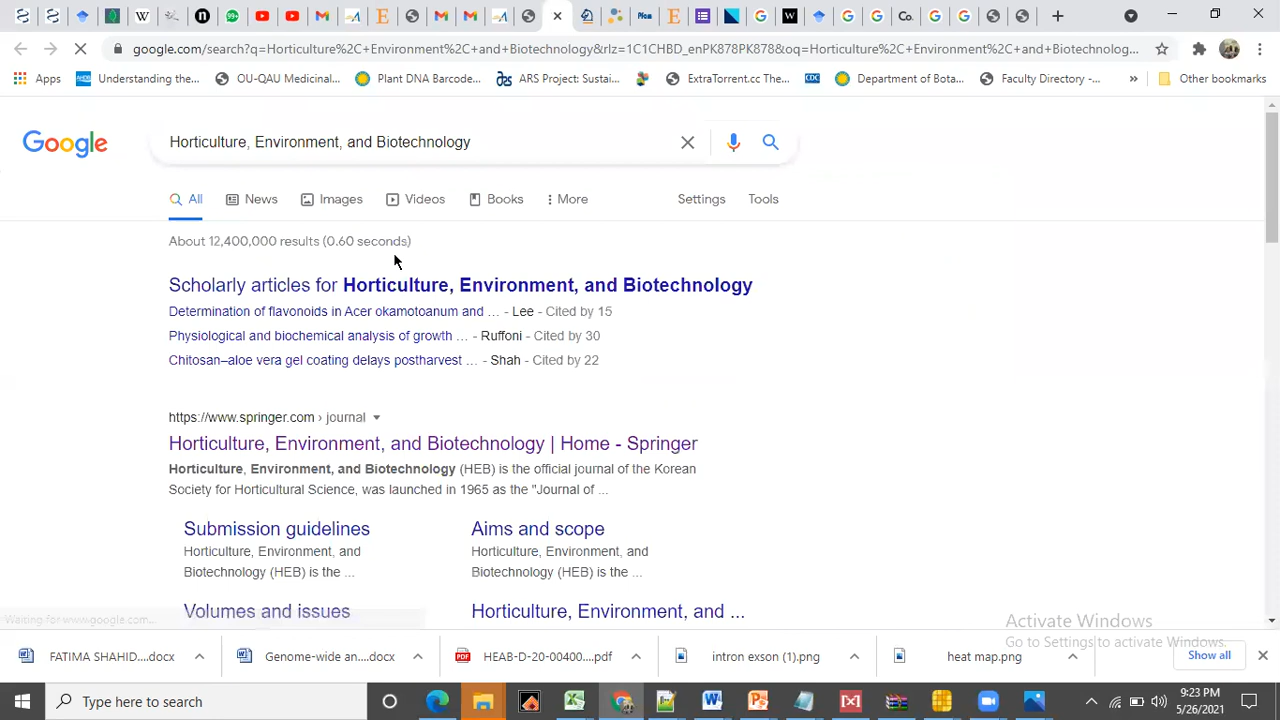 google.com/search?q=Horticulture%2C+Environment%2C+and+Biotechnology&rlz=1C1CHBD_enPK878PK878&oq=Horticulture%2C+Environment%2C+and+Biotechnolog...
Apps
Understanding the...
OU-QAU Medicinal...
Plant DNA Barcode...
ARS Project: Sustai...
ExtraTorrent.cc The...
CDC
Department of Bota...
Faculty Directory -...
»
Other bookmarks
Google
Horticulture, Environment, and Biotechnology
All
News
Images
Videos
Books
More
Settings
Tools
About 12,400,000 results (0.60 seconds)
Scholarly articles for Horticulture, Environment, and Biotechnology
Determination of flavonoids in Acer okamotoanum and ... - Lee - Cited by 15
Physiological and biochemical analysis of growth ... - Ruffoni - Cited by 30
Chitosan–aloe vera gel coating delays postharvest ... - Shah - Cited by 22
https://www.springer.com › journal
Horticulture, Environment, and Biotechnology | Home - Springer
Horticulture, Environment, and Biotechnology (HEB) is the official journal of the Korean
Society for Horticultural Science, was launched in 1965 as the "Journal of ...
Submission guidelines
Horticulture, Environment, and
Biotechnology (HEB) is the ...
Aims and scope
Horticulture, Environment, and
Biotechnology (HEB) is the ...
Volumes and issues
Horticulture, Environment, and ...
Waiting for www.google.com...
Activate Windows
Go to Settings to activate Windows.
FATIMA SHAHID....docx
Genome-wide an....docx
HEAR-D-20-00400....pdf
intron exson (1).png
heat map.png
Show all
Type here to search
9:23 PM
5/26/2021